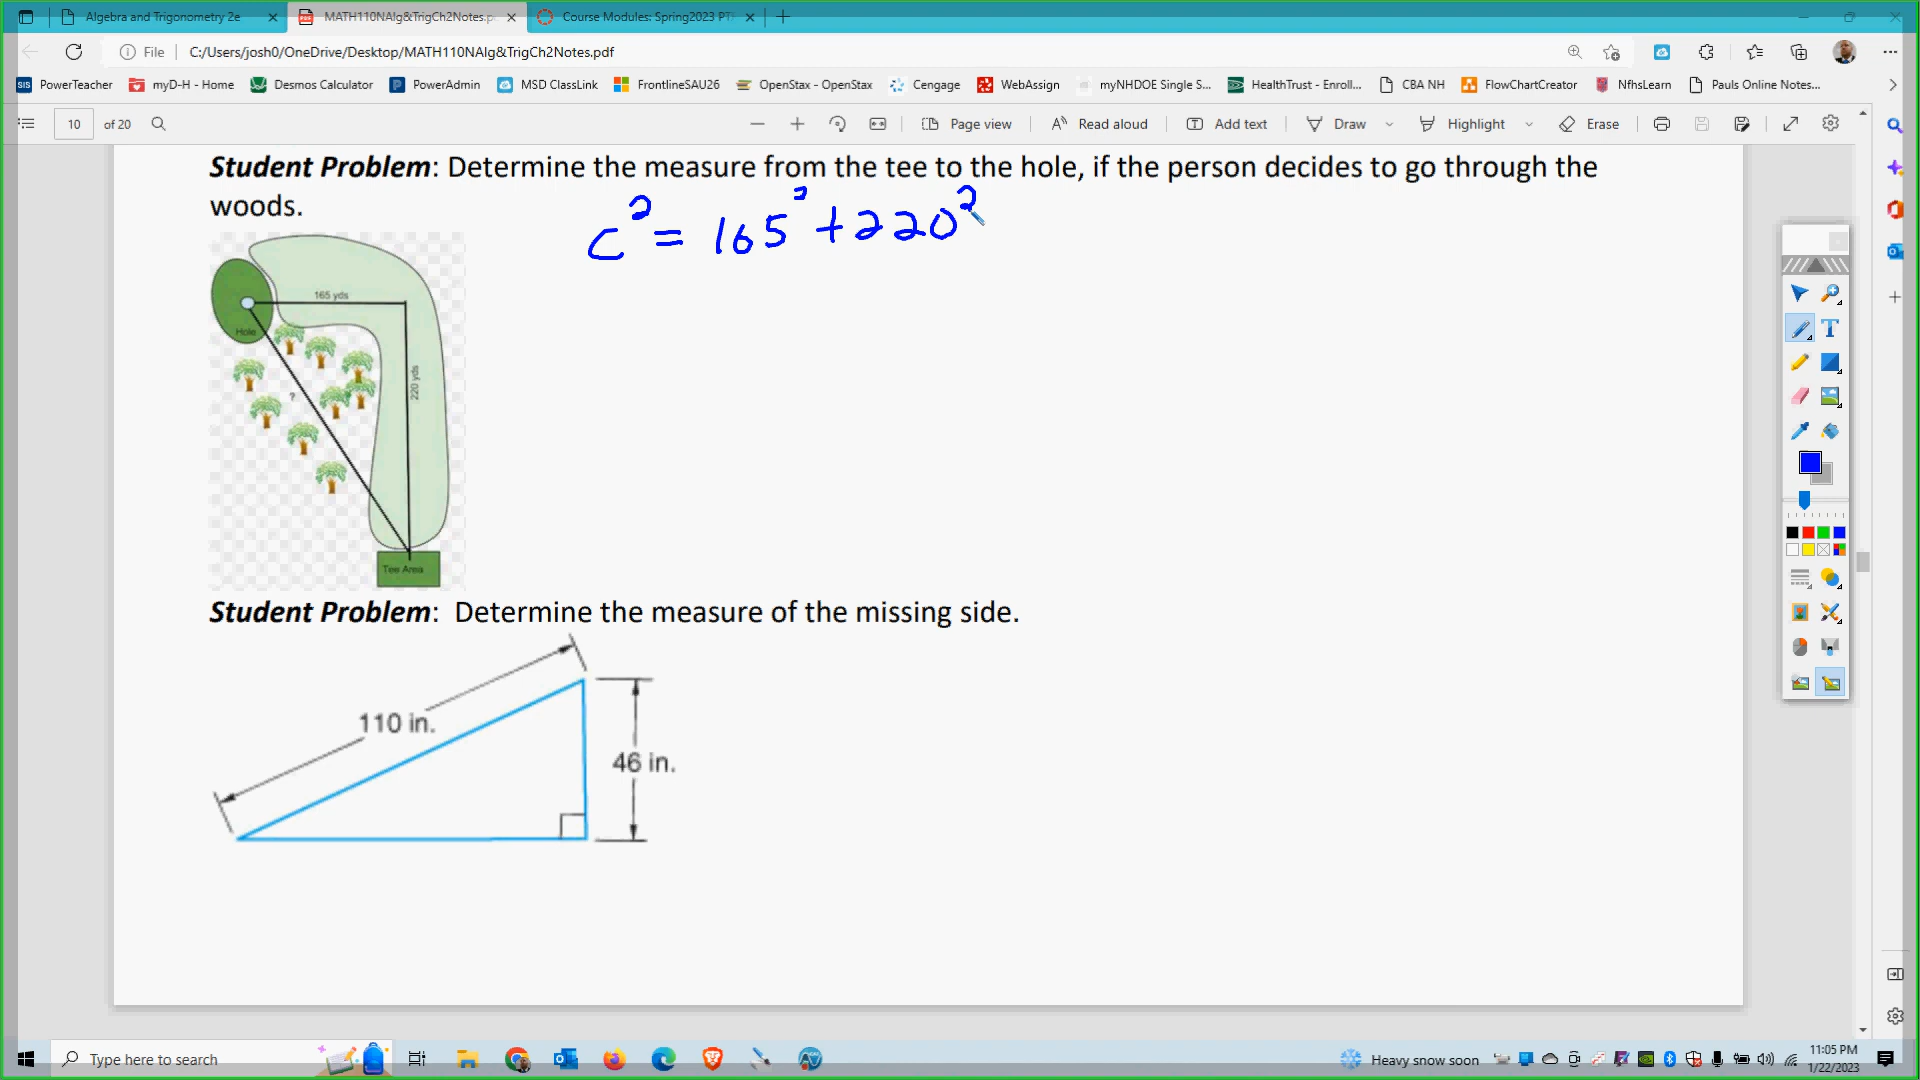 Algebra and Trigonometry 2e
MATH110NAlg&TrigCh2Notes.p
Course Modules: Spring2023 PT
File
C:/Users/josh0/OneDrive/Desktop/MATH110NAlg&TrigCh2Notes.pdf
PowerTeacher
myD-H - Home
Desmos Calculator
PowerAdmin
MSD ClassLink
FrontlineSAU26
OpenStax - OpenStax
Cengage
WebAssign
myNHDOE Single S...
HealthTrust - Enroll...
CBA NH
FlowChartCreator
NfhsLearn
Pauls Online Notes...
10 of 20
Page view
Read aloud
Add text
Draw
Highlight
Erase
Student Problem: Determine the measure from the tee to the hole, if the person decides to go through the
woods.
c² = 165² + 220²
165 yds
Hole
220 yds
?
Tee Area
Student Problem: Determine the measure of the missing side.
110 in.
46 in.
Type here to search
Heavy snow soon
11:05 PM
1/22/2023